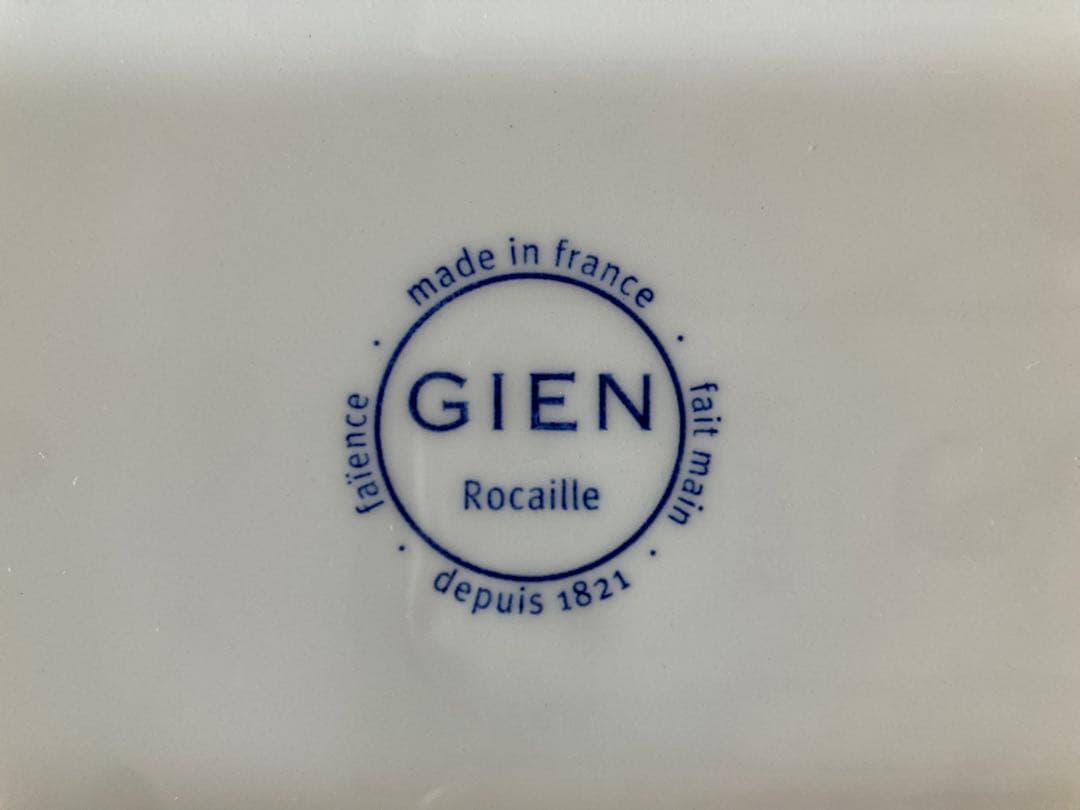 made in france
GIEN
Rocaille
faïence
fait main
depuis 1821